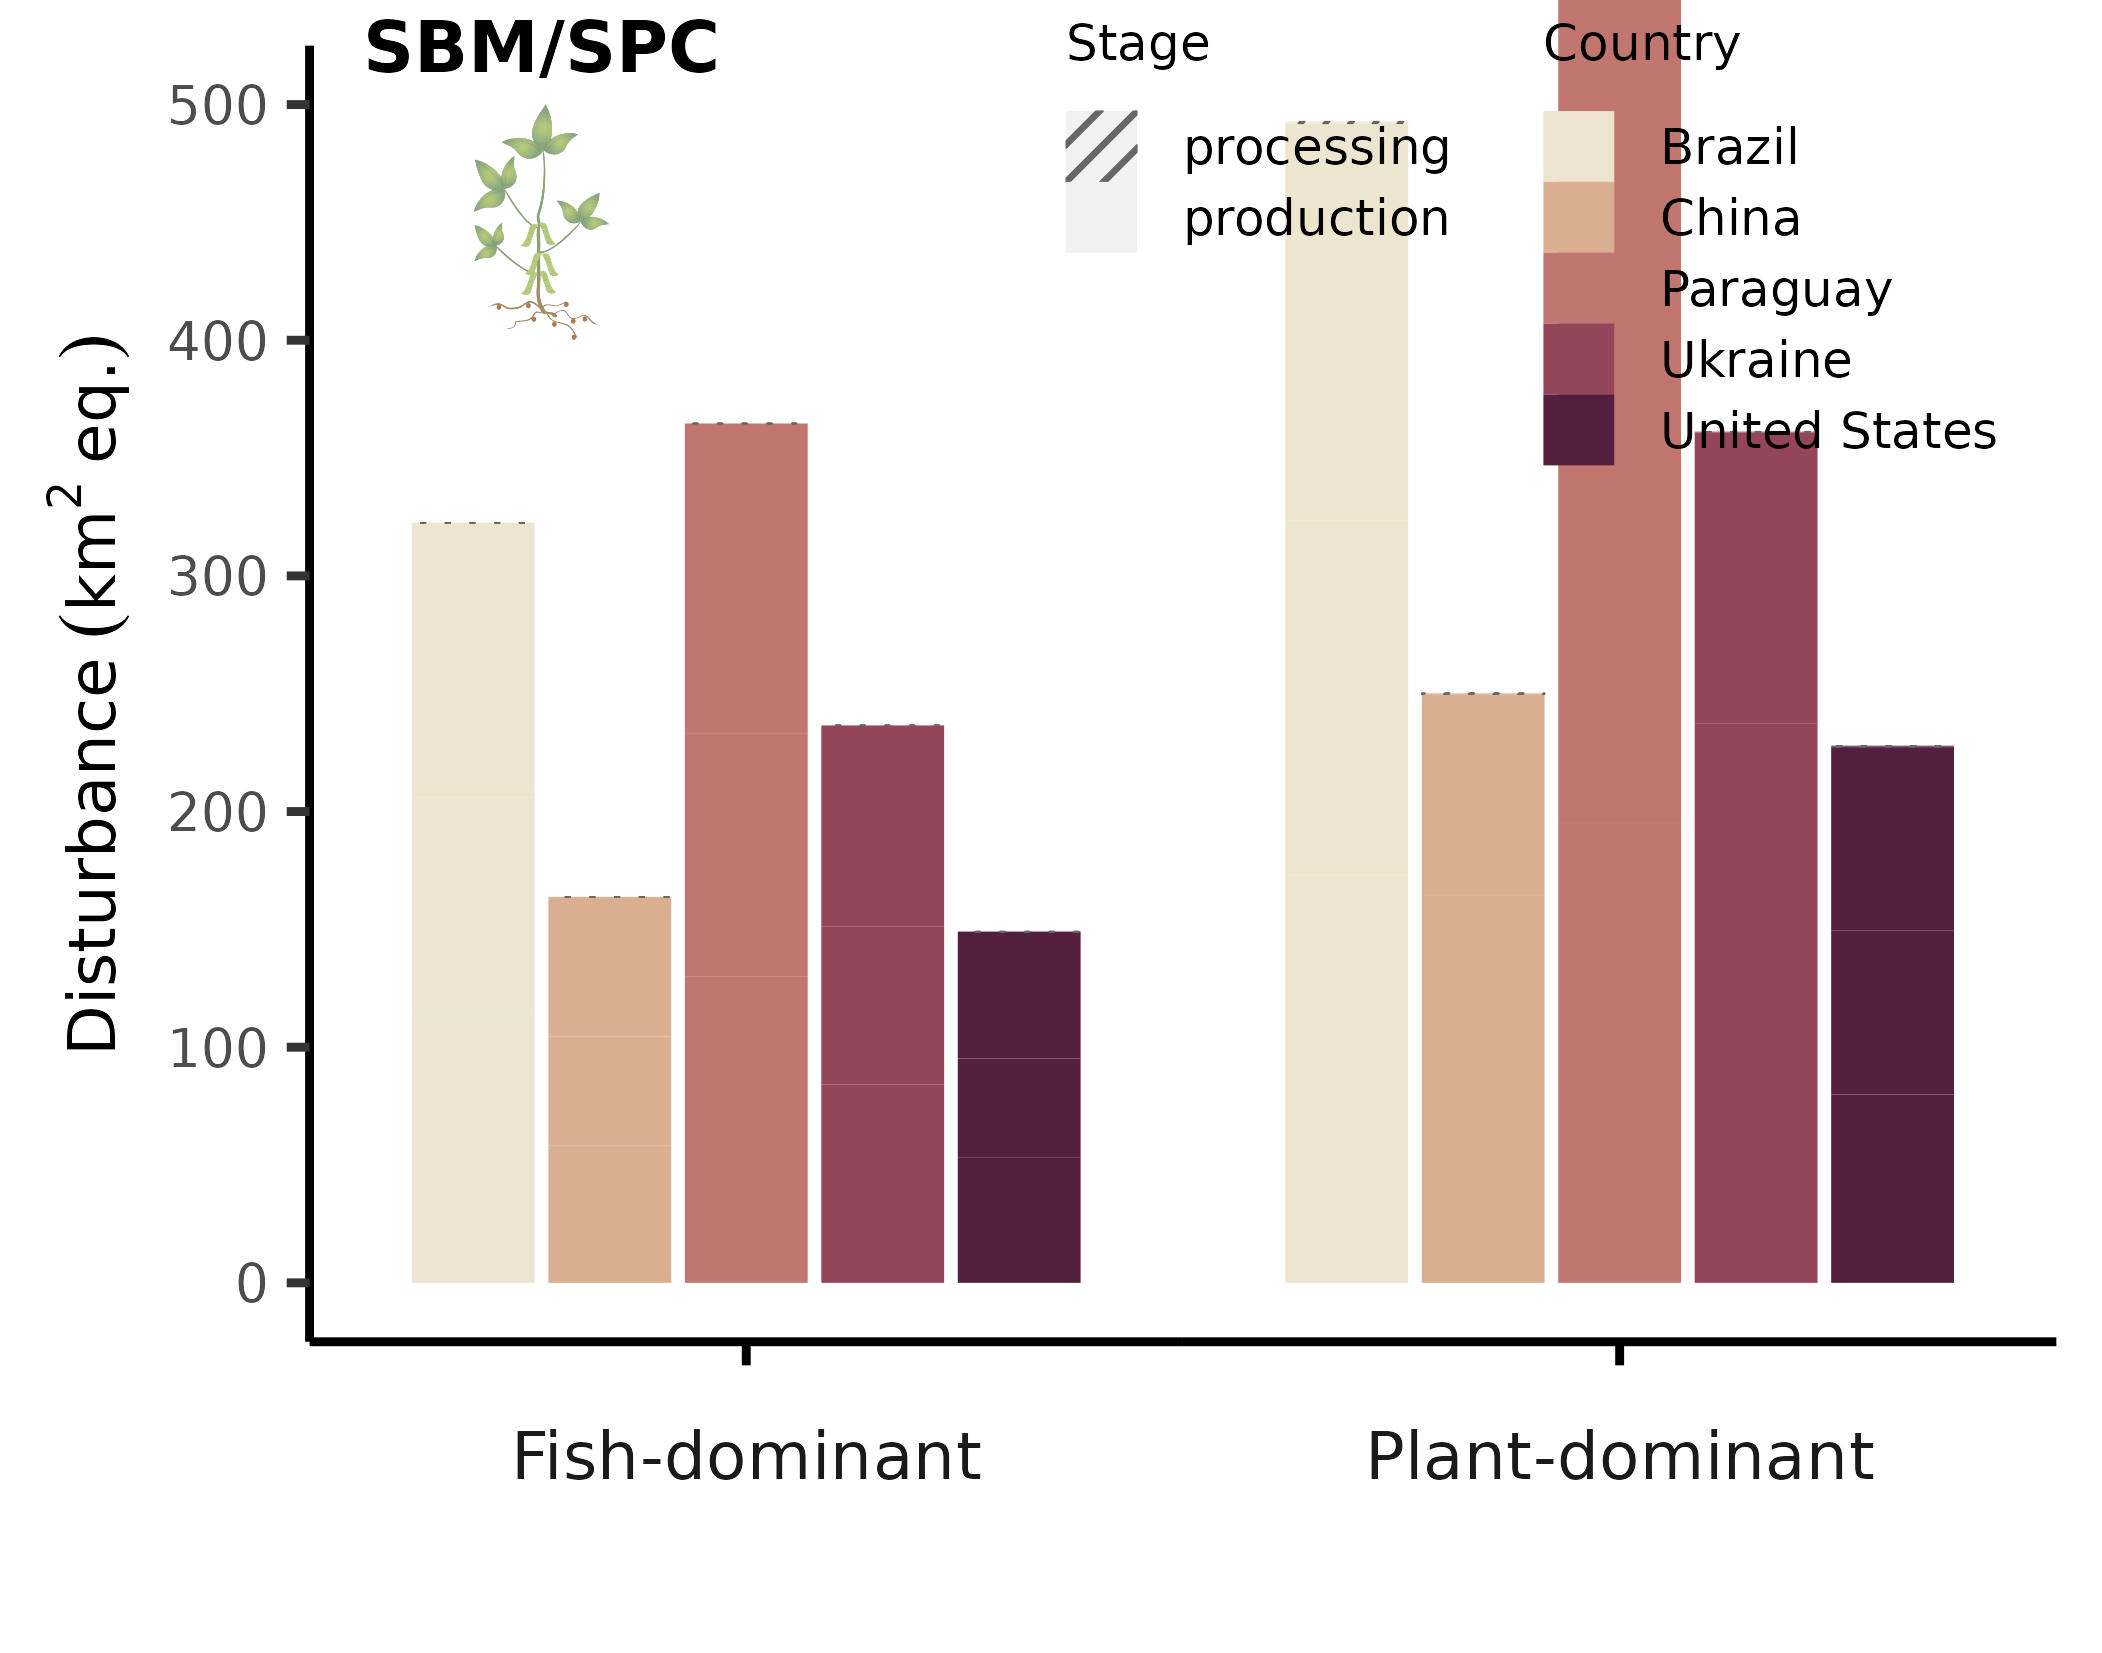 SBM/SPC
Stage
processing
production
Country
Brazil
China
Paraguay
Ukraine
United States
Disturbance (km² eq.)
500
400
300
200
100
0
Fish-dominant
Plant-dominant